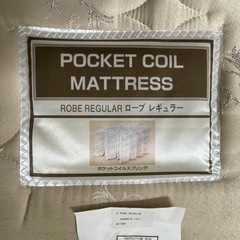 POCKET COIL
MATTRESS
ROBE REGULAR ローブ レギュラー
ポケットコイルスプリング